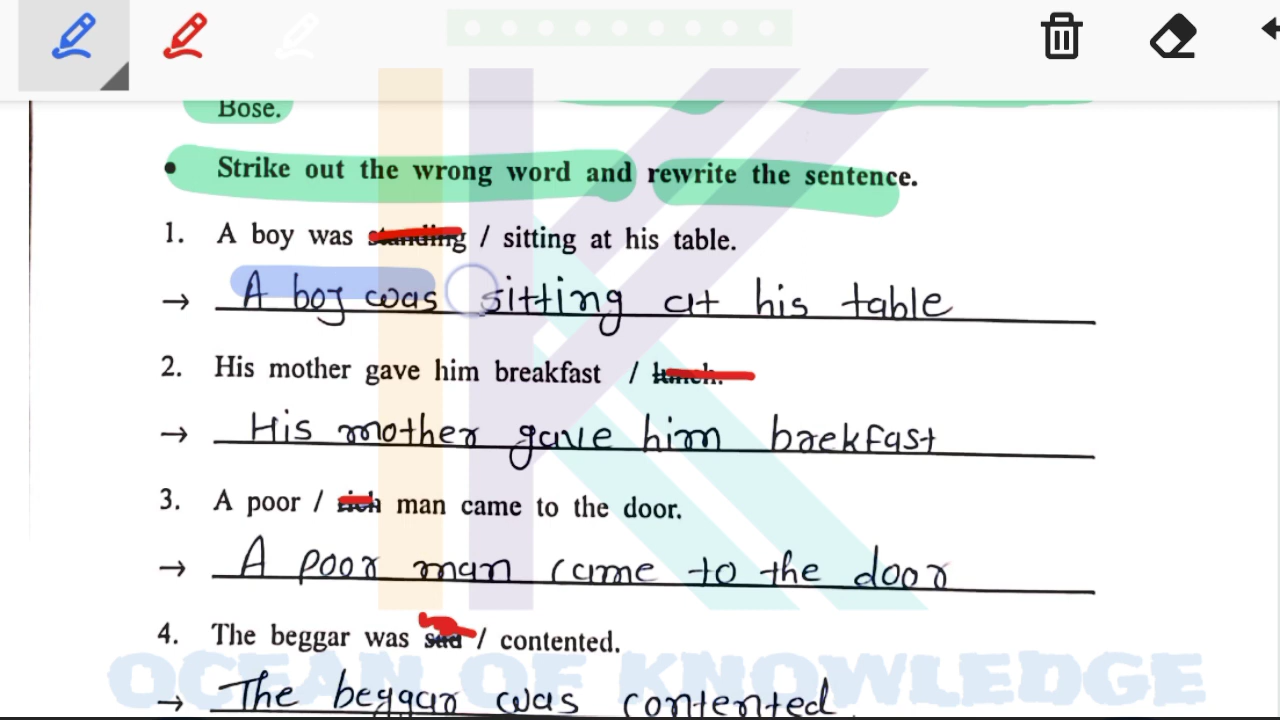 Bose.
• Strike out the wrong word and rewrite the sentence.
1. A boy was standing / sitting at his table.
→ A boy was sitting at his table
2. His mother gave him breakfast / lunch.
→ His mother gave him baekfast
3. A poor / rich man came to the door.
→ A poor man came to the door
4. The beggar was sad / contented.
→ The beggar was contented.
OCEAN OF KNOWLEDGE